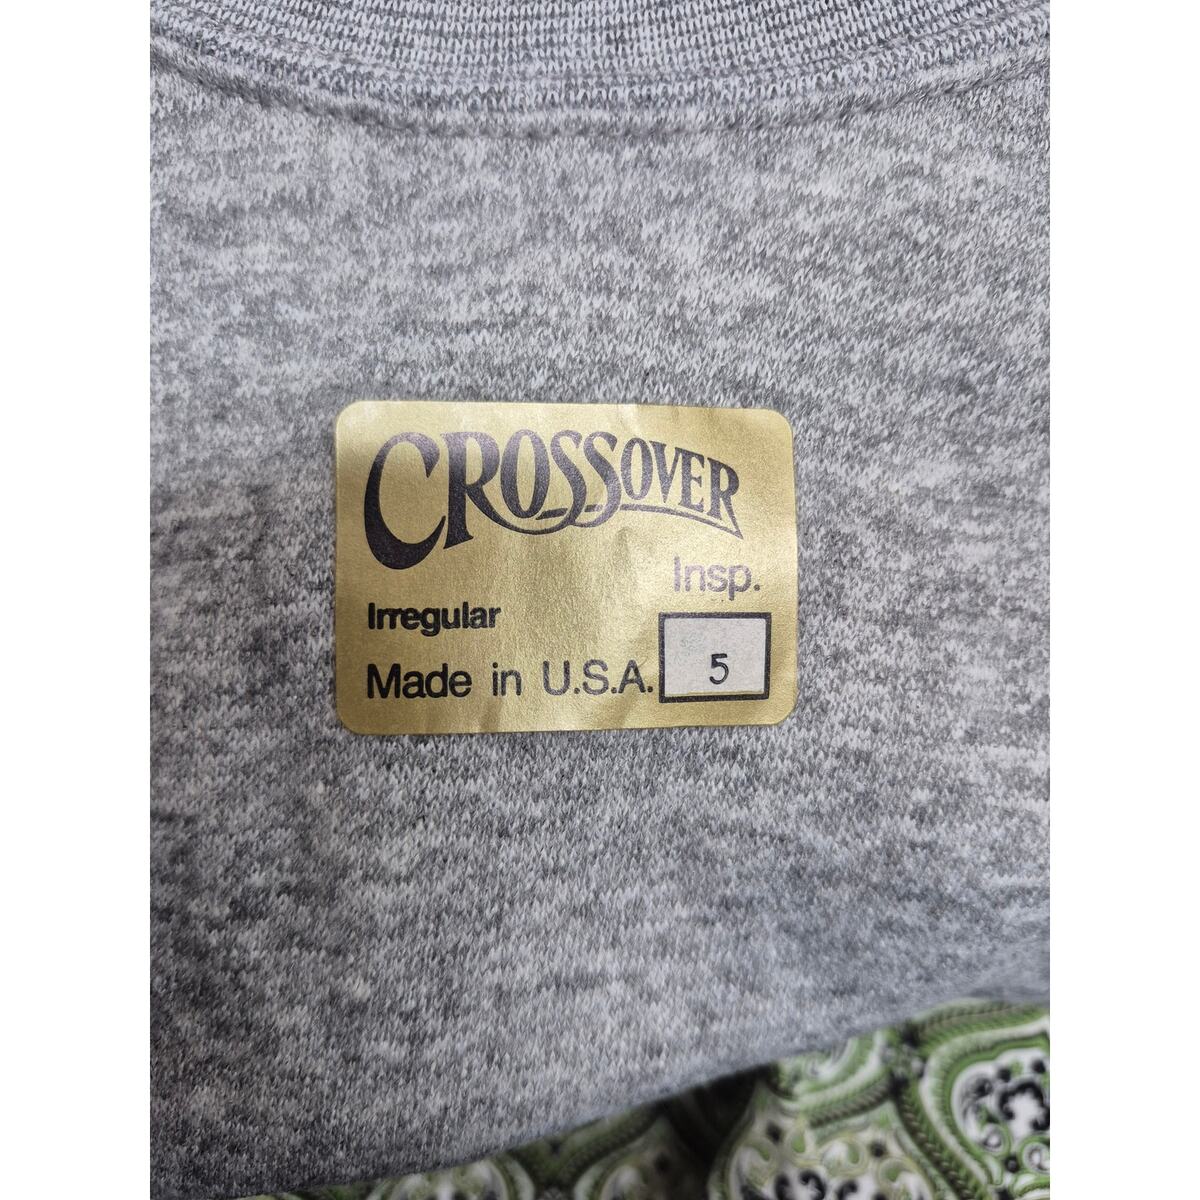 CROSSOVER
Insp.
Irregular
5
Made in U.S.A.